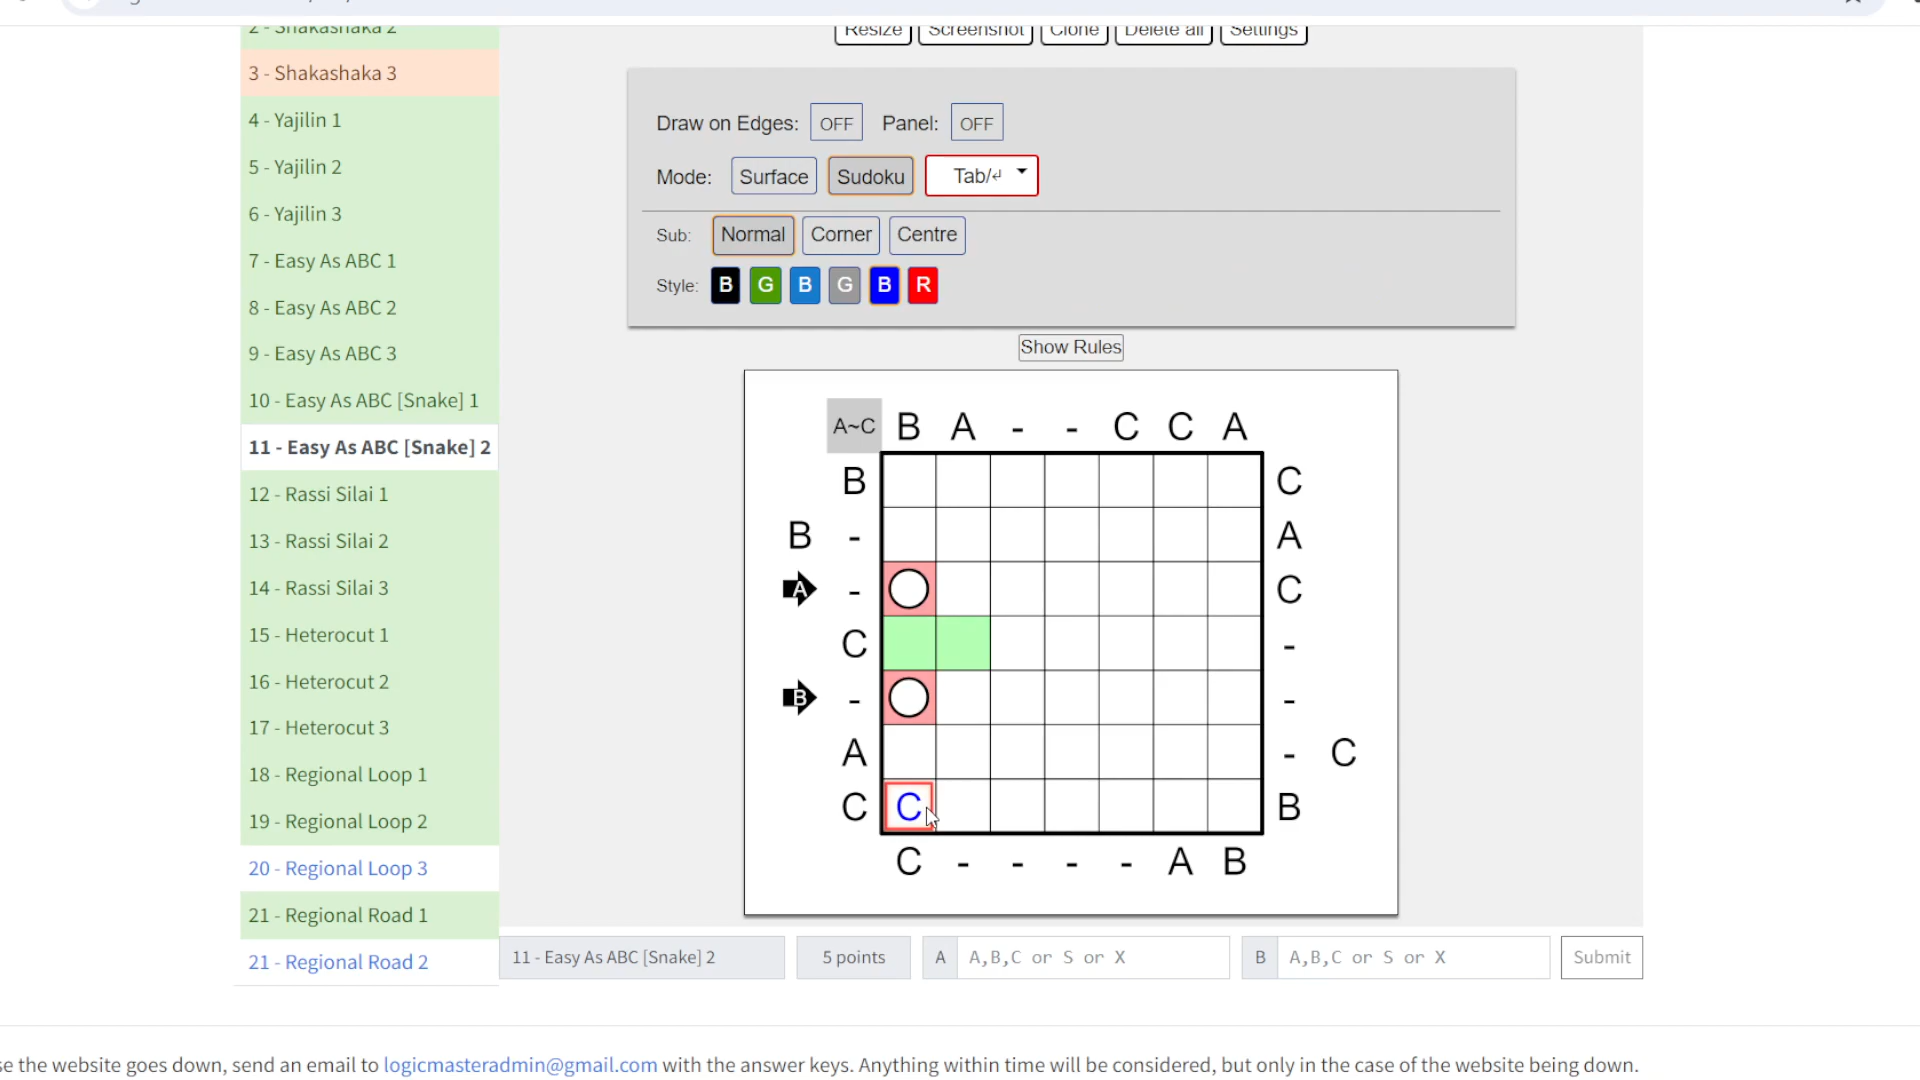 2 - Shakashaka 2
3 - Shakashaka 3
4 - Yajilin 1
5 - Yajilin 2
6 - Yajilin 3
7 - Easy As ABC 1
8 - Easy As ABC 2
9 - Easy As ABC 3
10 - Easy As ABC [Snake] 1
11 - Easy As ABC [Snake] 2
12 - Rassi Silai 1
13 - Rassi Silai 2
14 - Rassi Silai 3
15 - Heterocut 1
16 - Heterocut 2
17 - Heterocut 3
18 - Regional Loop 1
19 - Regional Loop 2
20 - Regional Loop 3
21 - Regional Road 1
21 - Regional Road 2
Resize Screenshot Clone Delete all Settings
Draw on Edges: OFF Panel: OFF
Mode: Surface Sudoku Tab/↵
Sub: Normal Corner Centre
Style: B G B G B R
Show Rules
A~C B A - - C C A
B C
B - A
A - C
C -
B - -
A - C
C C B
C - - - - A B
11 - Easy As ABC [Snake] 2 5 points A A,B,C or S or X B A,B,C or S or X Submit
se the website goes down, send an email to logicmasteradmin@gmail.com with the answer keys. Anything within time will be considered, but only in the case of the website being down.